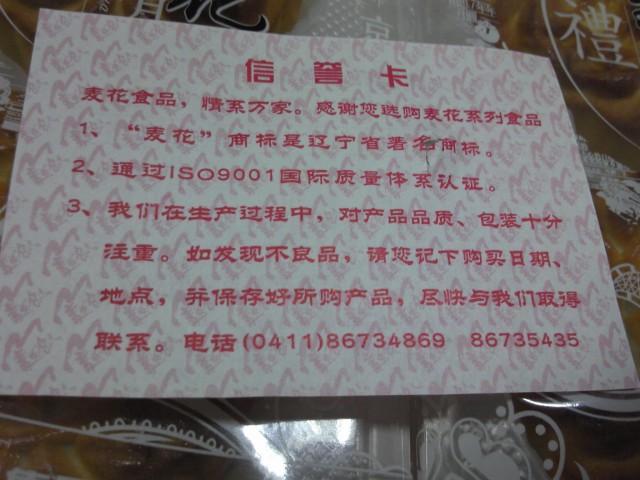 信誉卡
麦花食品，情系万家。感谢您选购麦花系列食品
1、“麦花”商标是辽宁省著名商标。
2、通过ISO9001国际质量体系认证。
3、我们在生产过程中，对产品品质、包装十分
注重。如发现不良品，请您记下购买日期、
地点，并保存好所购产品，尽快与我们取得
联系。电话(0411)86734869 86735435
禮